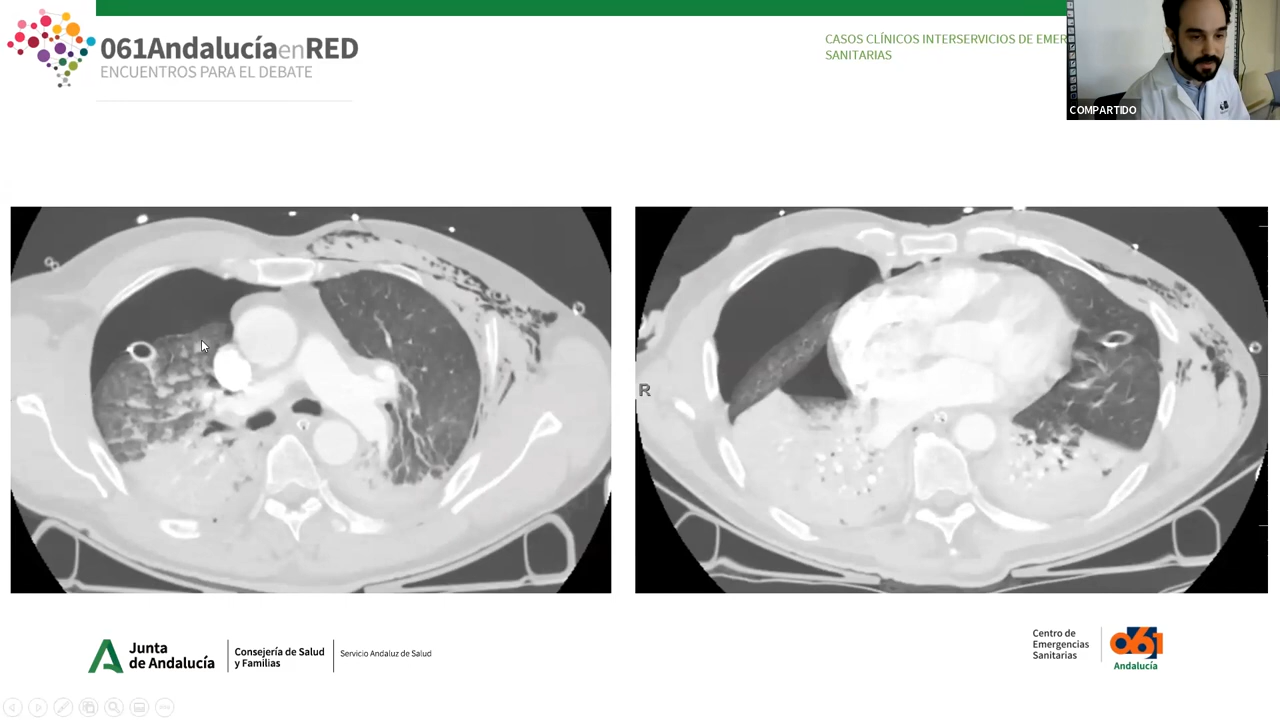 061AndalucíaenRED
ENCUENTROS PARA EL DEBATE
CASOS CLÍNICOS INTERSERVICIOS DE EMER
SANITARIAS
COMPARTIDO
R
Junta
de Andalucía
Consejería de Salud
y Familias
Servicio Andaluz de Salud
Centro de
Emergencias
Sanitarias
061
Andalucía